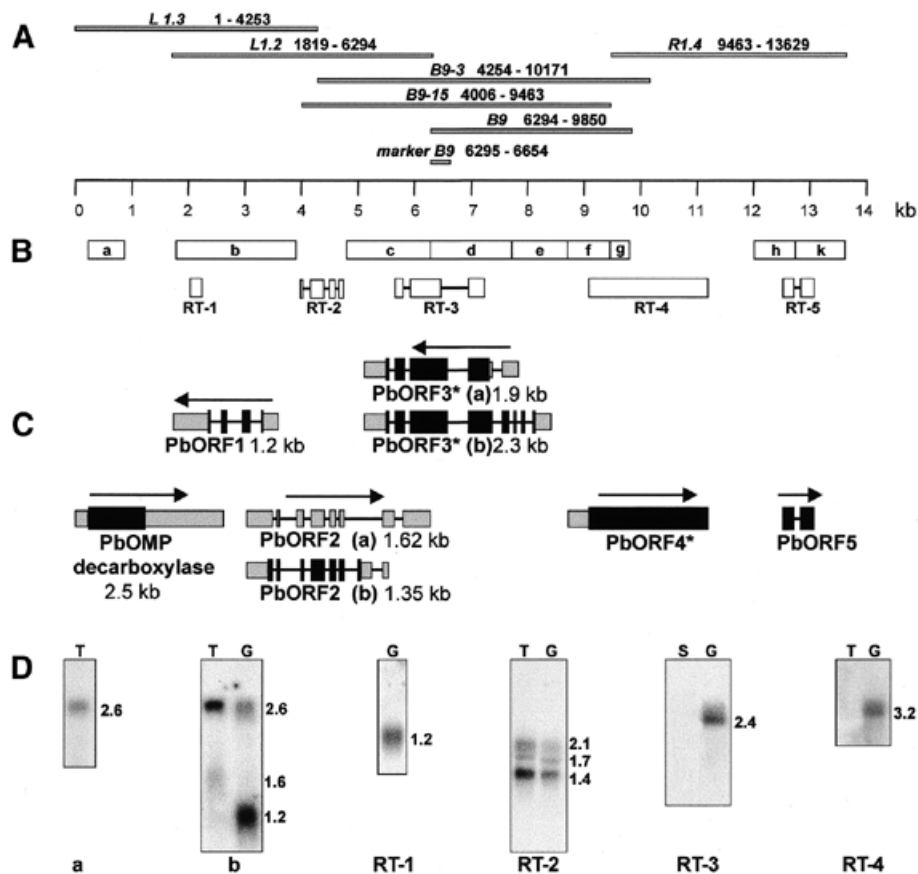 A
L 1.3 1 - 4253
L1.2 1819 - 6294
R1.4 9463 - 13629
B9-3 4254 - 10171
B9-15 4006 - 9463
B9 6294 - 9850
marker B9 6295 - 6654
0 1 2 3 4 5 6 7 8 9 10 11 12 13 14 kb
B
a b c d e f g h k
RT-1 RT-2 RT-3 RT-4 RT-5
C
PbORF3* (a) 1.9 kb
PbORF1 1.2 kb
PbORF3* (b) 2.3 kb
PbOMP
decarboxylase
2.5 kb
PbORF2 (a) 1.62 kb
PbORF2 (b) 1.35 kb
PbORF4*
PbORF5
D
T T G G T G S G T G
2.6
2.6
1.6
1.2
1.2
2.1
1.7
1.4
2.4
3.2
a b RT-1 RT-2 RT-3 RT-4